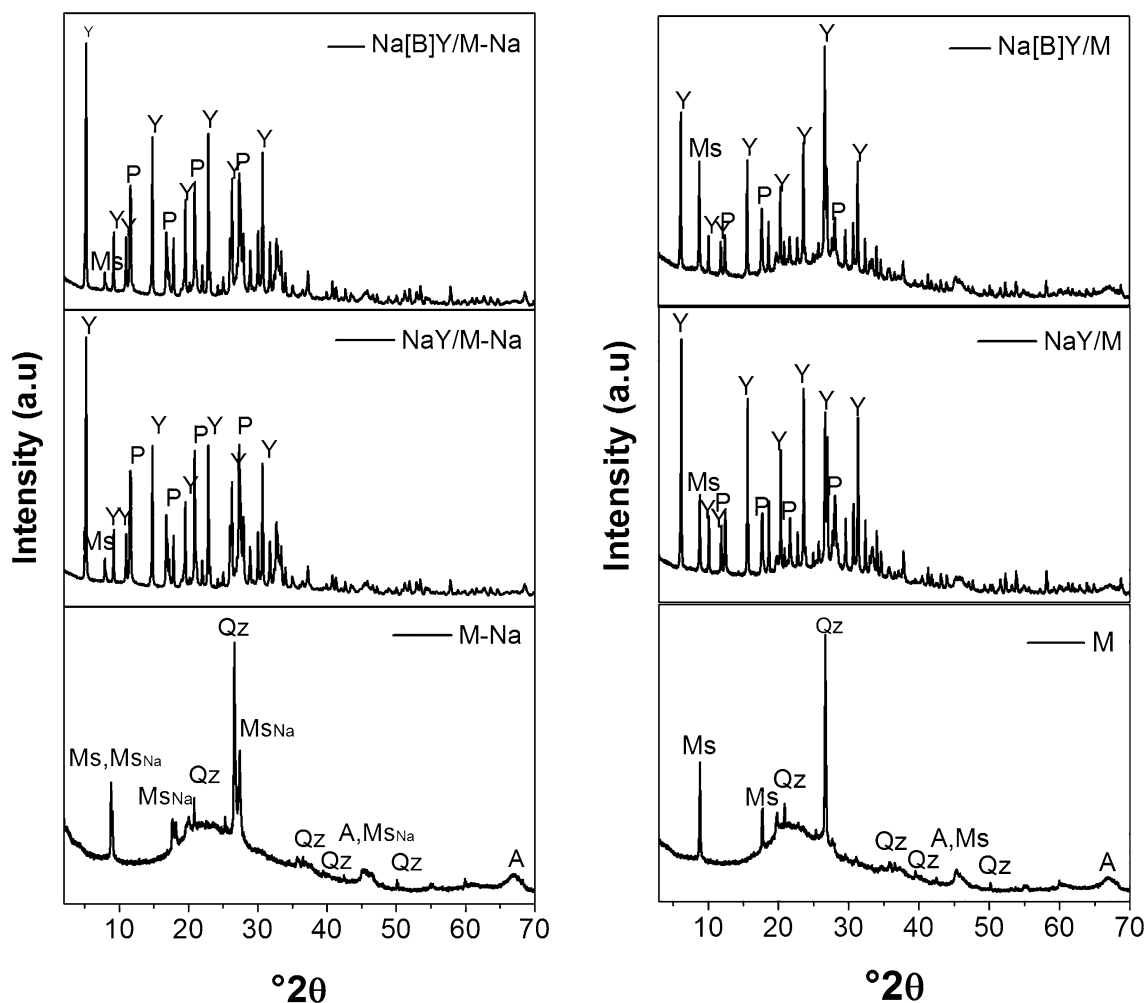 Na[B]Y/M-Na
Y
Ms
Y
Y
P
Y
P
Y
P
Y
Y
P
Y
NaY/M-Na
Y
Ms
Y
Y
P
Y
P
Y
P
Y
Y
P
Y
M-Na
Ms,MsNa
MsNa
Qz
Qz
MsNa
Qz
Qz
A,MsNa
Qz
A
10 20 30 40 50 60 70
°2θ
Intensity (a.u)
Na[B]Y/M
Y
Ms
Y
Y
P
Y
P
Y
Y
Y
P
Y
NaY/M
Y
Ms
Y
Y
P
Y
P
Y
P
Y
Y
P
Y
M
Ms
Ms
Qz
Qz
Qz
Qz
A,Ms
Qz
A
10 20 30 40 50 60 70
°2θ
Intensity (a.u)